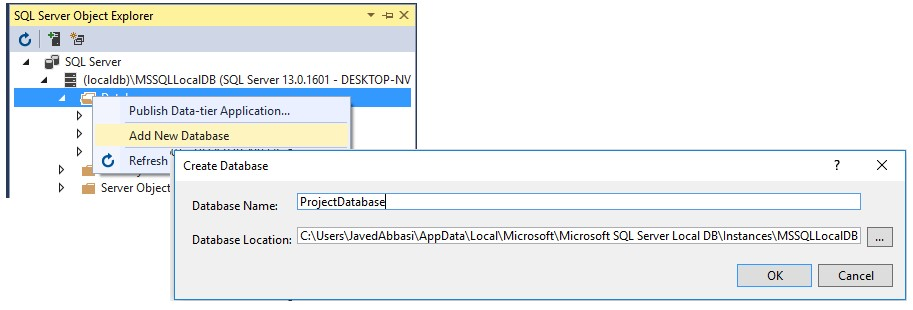 SQL Server Object Explorer
SQL Server
(localdb)\MSSQLLocalDB (SQL Server 13.0.1601 - DESKTOP-NV
Publish Data-tier Application...
Add New Database
Refresh
Server Object
Create Database
?
Database Name:
ProjectDatabase
Database Location:
C:\Users\JavedAbbasi\AppData\Local\Microsoft\Microsoft SQL Server Local DB\Instances\MSSQLLocalDB
...
OK
Cancel